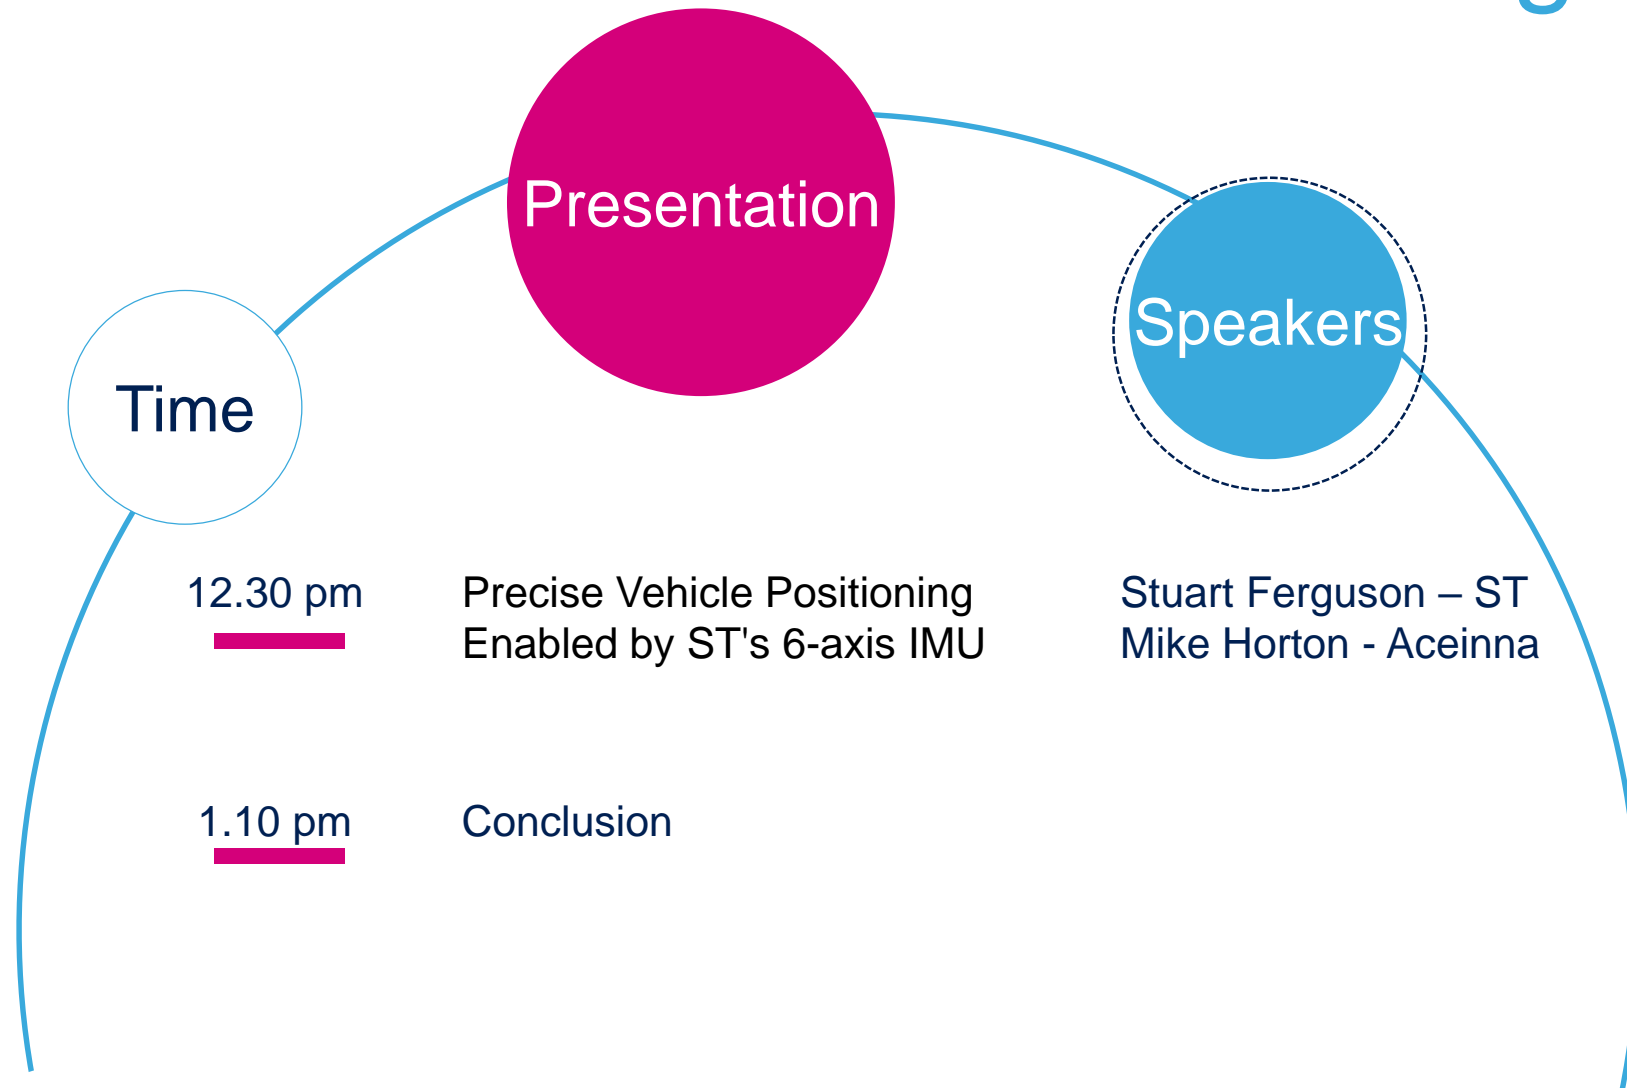 Presentation
Speakers
Time
12.30 pm
Precise Vehicle Positioning
Enabled by ST's 6-axis IMU
Stuart Ferguson – ST
Mike Horton - Aceinna
1.10 pm
Conclusion